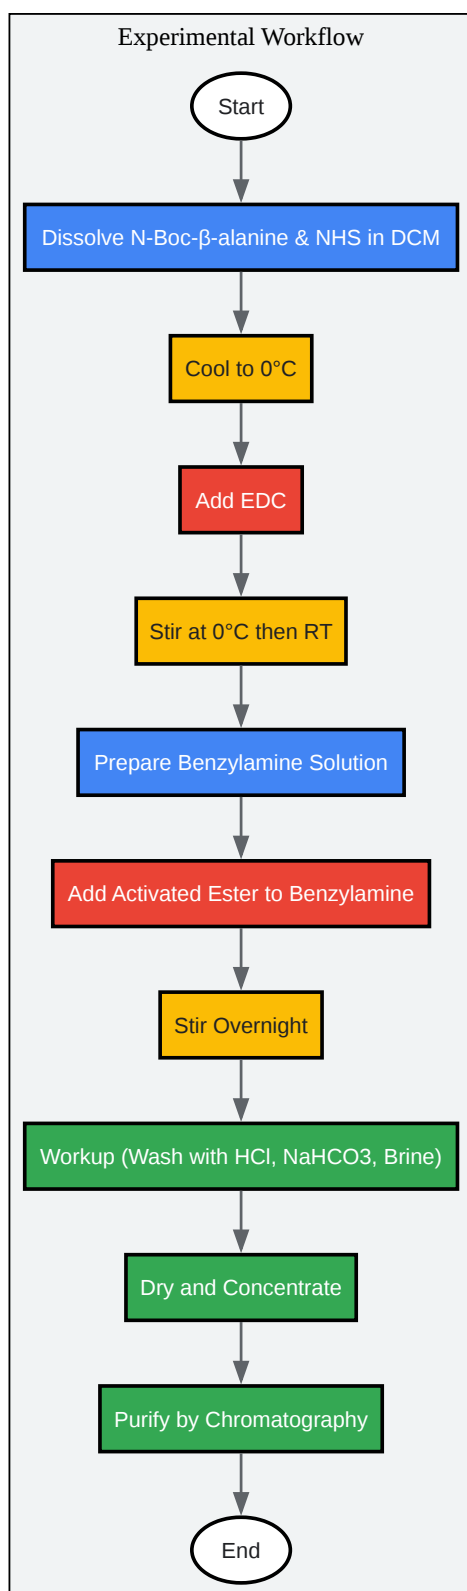 Experimental Workflow
Start
Dissolve N-Boc-β-alanine & NHS in DCM
Cool to 0°C
Add EDC
Stir at 0°C then RT
Prepare Benzylamine Solution
Add Activated Ester to Benzylamine
Stir Overnight
Workup (Wash with HCl, NaHCO3, Brine)
Dry and Concentrate
Purify by Chromatography
End